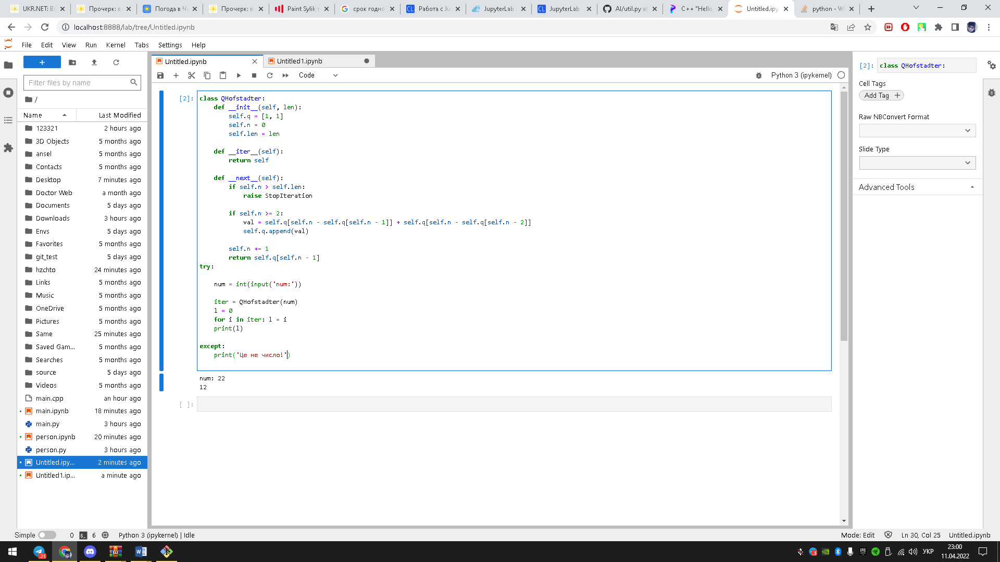 UKR.NET: Вс
Прочерк: в
Погода в Че
Прочерк: в
Paint Sylik т
срок годно
Работа с Ju
JupyterLab
JupyterLab
AI/util.py at
C++ "Hello,
Untitled.ipy
python - W
localhost:8888/lab/tree/Untitled.ipynb
File Edit View Run Kernel Tabs Settings Help
Filter files by name
/
Name Last Modified
123321 2 hours ago
3D Objects 5 months ago
ansel 5 months ago
Contacts 5 months ago
Desktop 7 minutes ago
Doctor Web a month ago
Documents 5 days ago
Downloads 3 hours ago
Envs 5 days ago
Favorites 5 months ago
git_test 5 days ago
hzchto 24 minutes ago
Links 5 months ago
Music 5 months ago
OneDrive 5 months ago
Pictures 5 months ago
Same 25 minutes ago
Saved Gam... 5 months ago
Searches 5 months ago
source 5 days ago
Videos 5 months ago
main.cpp an hour ago
main.ipynb 18 minutes ago
main.py 3 hours ago
person.ipynb 20 minutes ago
person.py 3 hours ago
Untitled.ipy... 2 minutes ago
Untitled1.ip... a minute ago
Untitled.ipynb
Untitled1.ipynb
Code
Python 3 (ipykernel)
[2]: class QHofstadter:
    def __init__(self, len):
        self.q = [1, 1]
        self.n = 0
        self.len = len
    def __iter__(self):
        return self
    def __next__(self):
        if self.n > self.len:
            raise StopIteration
        if self.n >= 2:
            val = self.q[self.n - self.q[self.n - 1]] + self.q[self.n - self.q[self.n - 2]]
            self.q.append(val)
        self.n += 1
        return self.q[self.n - 1]
try:
    num = int(input('num:'))
    iter = QHofstadter(num)
    l = 0
    for i in iter: l = i
    print(l)
except:
    print('Це не число!')
num: 22
12
[ ]:
[2]: class QHofstadter:
Cell Tags
Add Tag +
Raw NBConvert Format
Slide Type
Advanced Tools
Simple 0 $_ 6 Python 3 (ipykernel) | Idle
Mode: Edit Ln 30, Col 25 Untitled.ipynb
УКР
23:00
11.04.2022